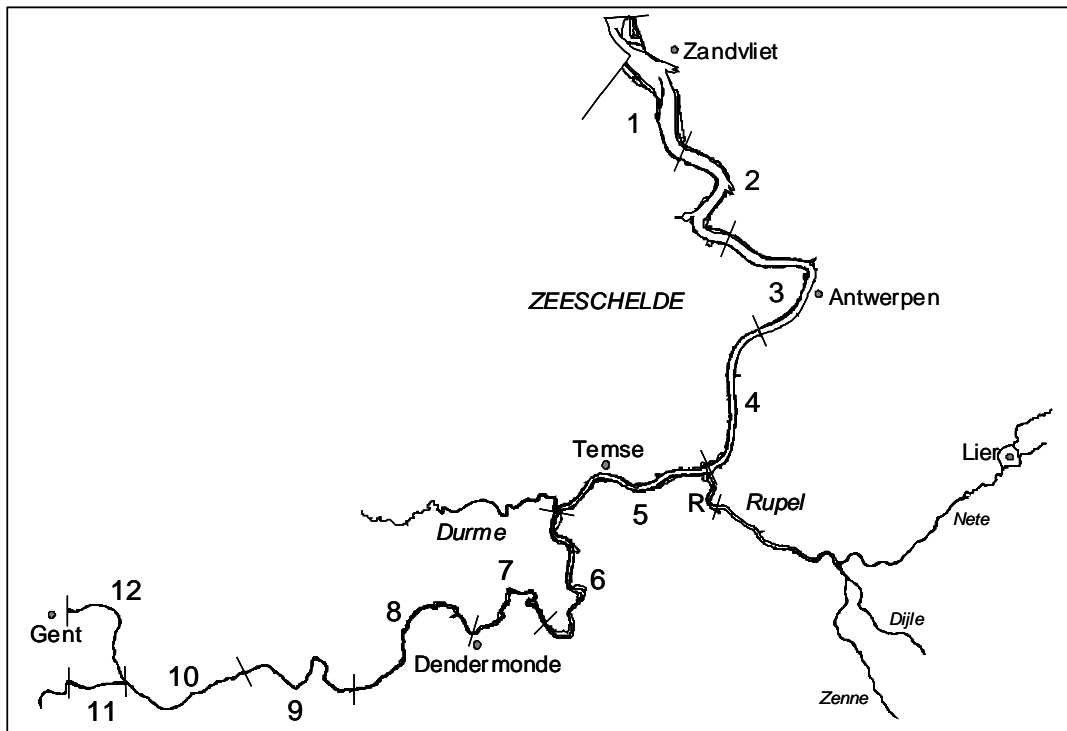 Zandvliet
1
2
ZEESCHELDE
3
Antwerpen
4
Temse
Lier
5
R
Rupel
Nete
Durme
7
6
12
8
Gent
Dendermonde
Dijle
10
9
11
Zenne